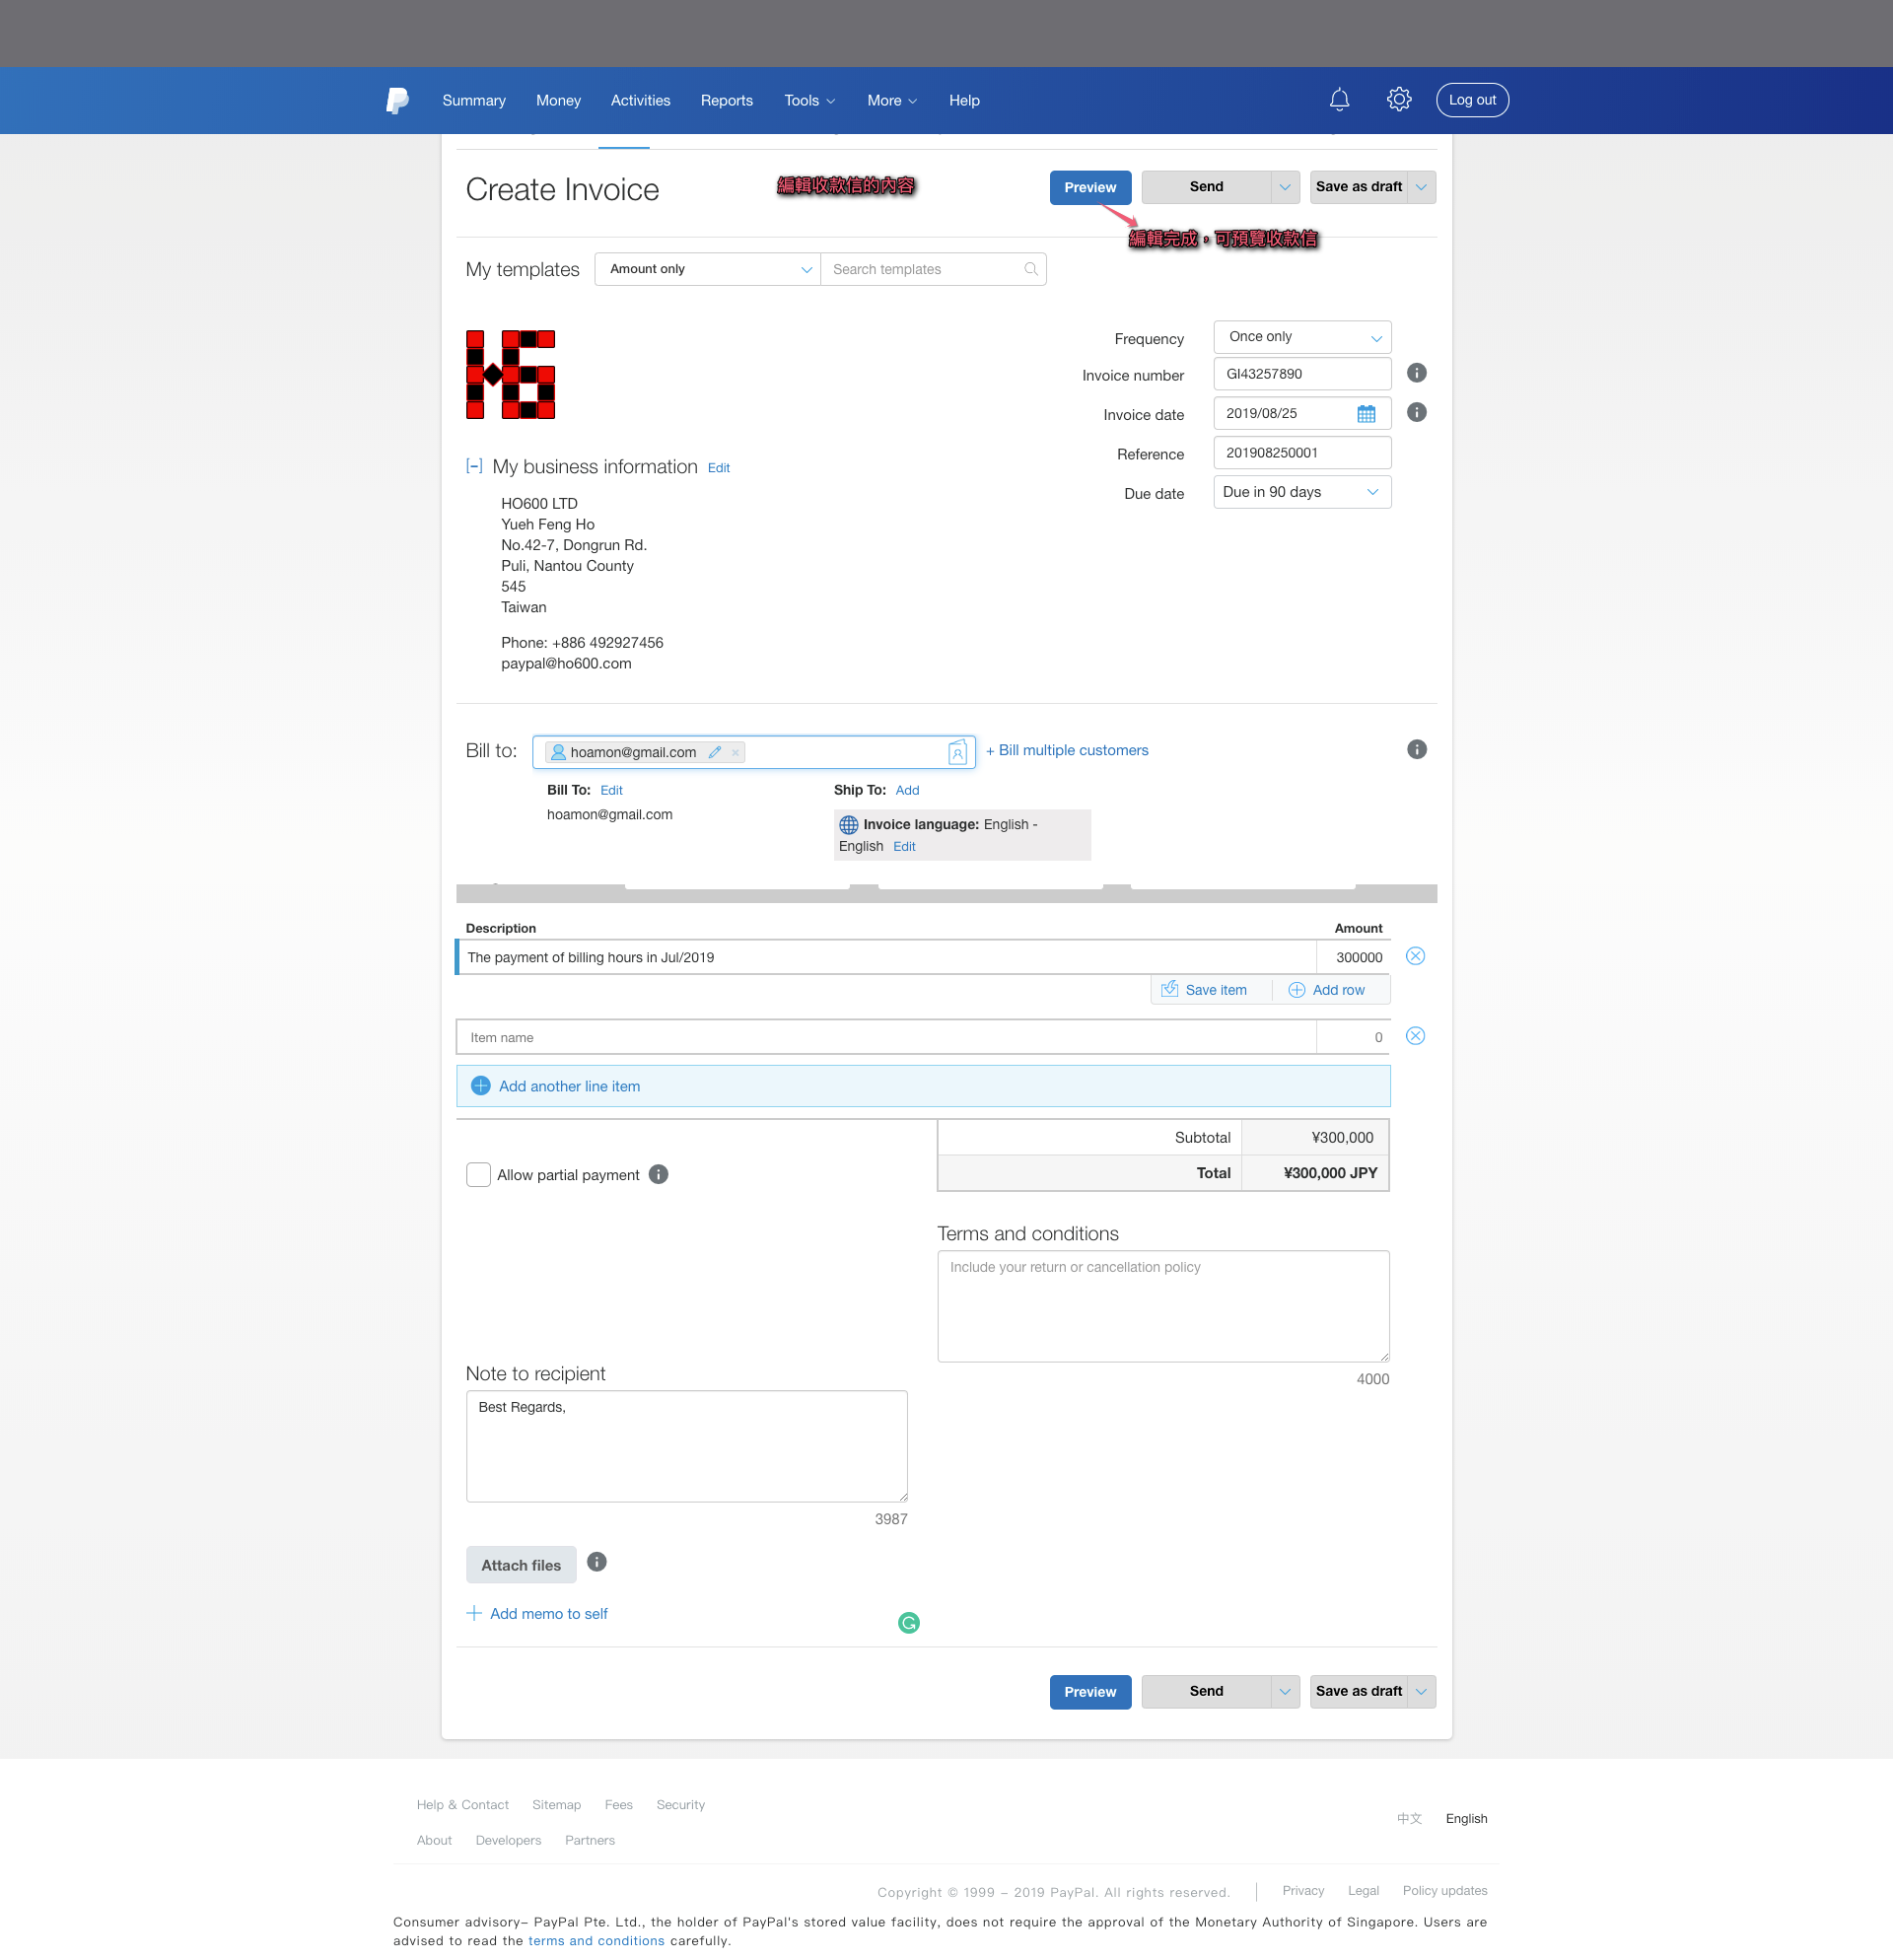 Summary Money Activities Reports Tools More Help Log out
Create Invoice
編輯收款信的內容
Preview Send Save as draft
編輯完成，可預覽收款信
My templates Amount only Search templates
Frequency Once only
Invoice number GI43257890
Invoice date 2019/08/25
Reference 201908250001
Due date Due in 90 days
My business information Edit
HO600 LTD
Yueh Feng Ho
No.42-7, Dongrun Rd.
Puli, Nantou County
545
Taiwan
Phone: +886 492927456
paypal@ho600.com
Bill to: hoamon@gmail.com × + Bill multiple customers
Bill To: Edit Ship To: Add
hoamon@gmail.com
Invoice language: English -
English Edit
Description Amount
The payment of billing hours in Jul/2019 300000
Save item Add row
Item name 0
Add another line item
Subtotal ¥300,000
Allow partial payment
Total ¥300,000 JPY
Terms and conditions
Include your return or cancellation policy
4000
Note to recipient
Best Regards,
3987
Attach files
Add memo to self
Preview Send Save as draft
Help & Contact Sitemap Fees Security
中文 English
About Developers Partners
Copyright © 1999 – 2019 PayPal. All rights reserved. Privacy Legal Policy updates
Consumer advisory– PayPal Pte. Ltd., the holder of PayPal's stored value facility, does not require the approval of the Monetary Authority of Singapore. Users are
advised to read the terms and conditions carefully.